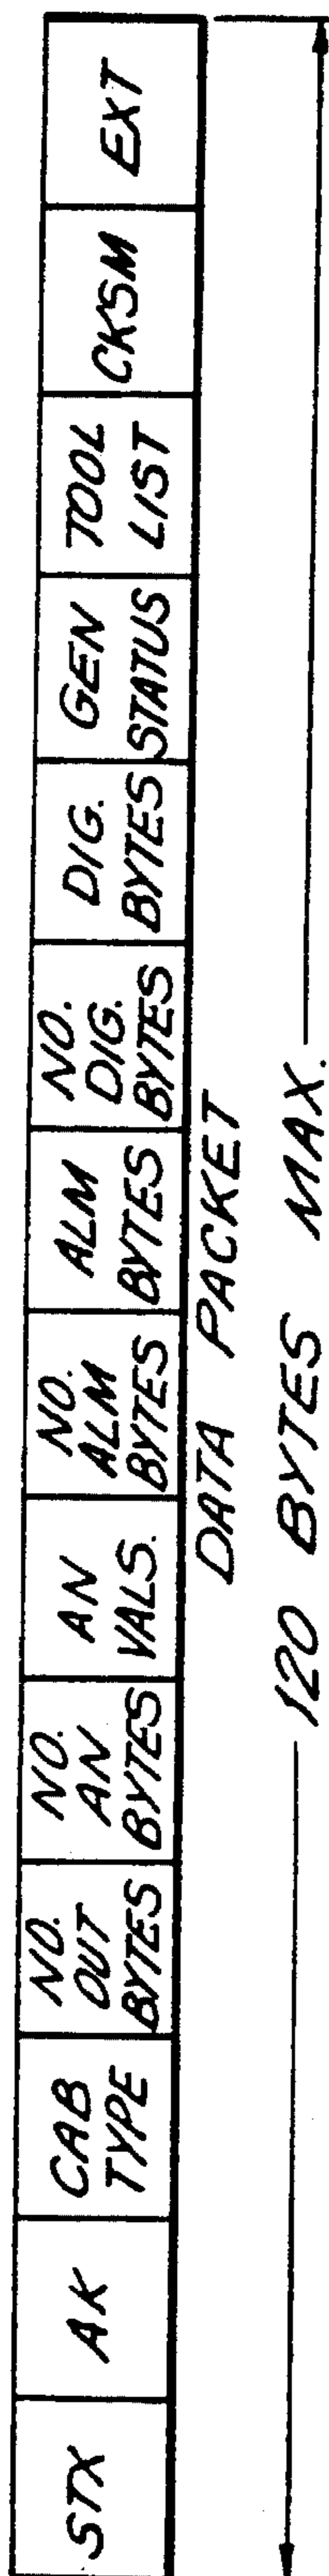 STX
AK
CAB
TYPE
NO.
OUT
BYTES
NO.
AN
BYTES
AN
VALS.
NO.
ALM
BYTES
ALM
BYTES
NO.
DIG.
BYTES
DIG.
BYTES
GEN
STATUS
TOOL
LIST
CKSM
EXT
DATA PACKET
120 BYTES MAX.